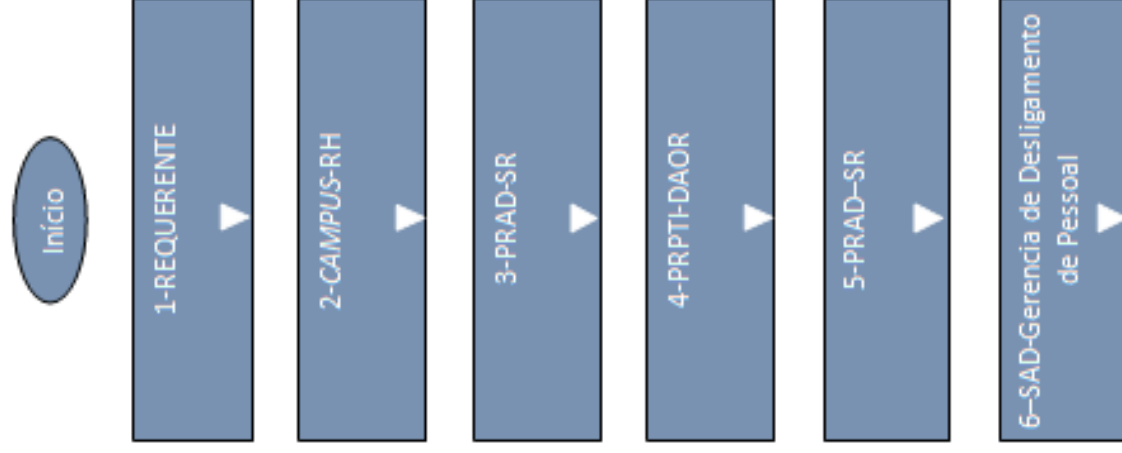 Início
1-REQUERENTE
2-CAMPUS-RH
3-PRAD-SR
4-PRPTI-DAOR
5-PRAD–SR
6–SAD-Gerencia de Desligamento
de Pessoal